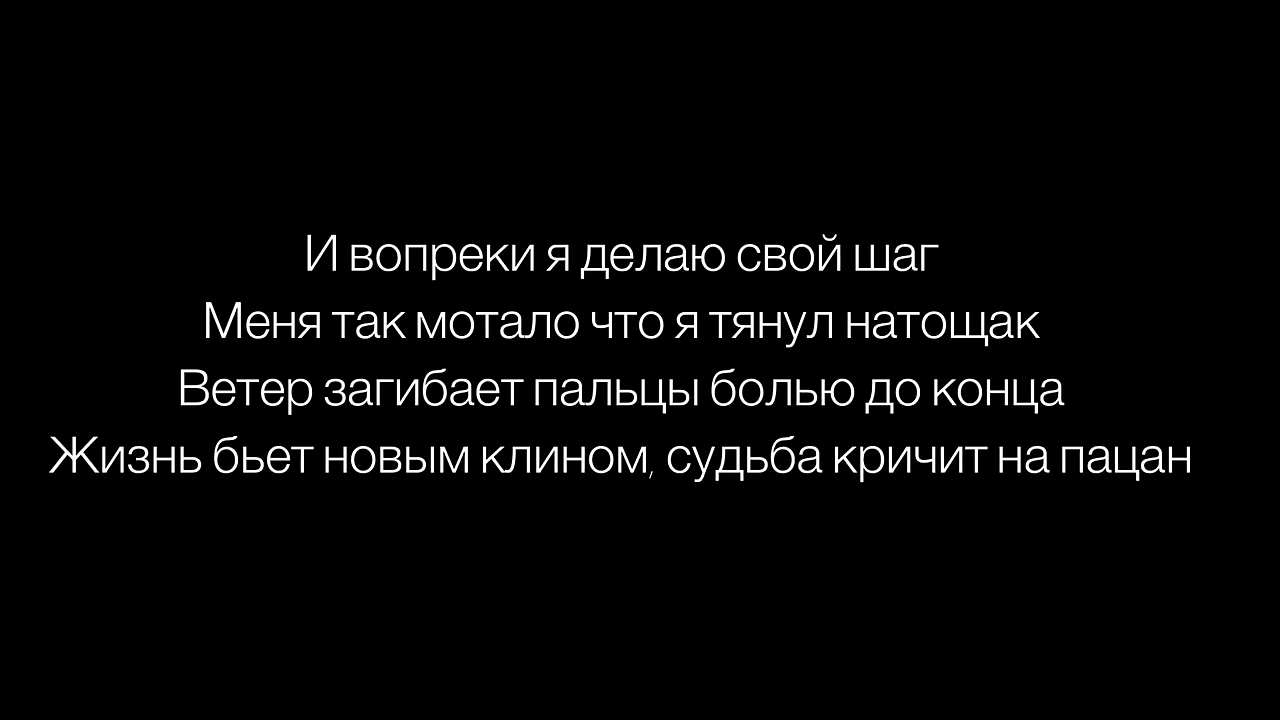 И вопреки я делаю свой шаг
Меня так мотало что я тянул натощак
Ветер загибает пальцы болью до конца
Жизнь бьет новым клином, судьба кричит на пацан